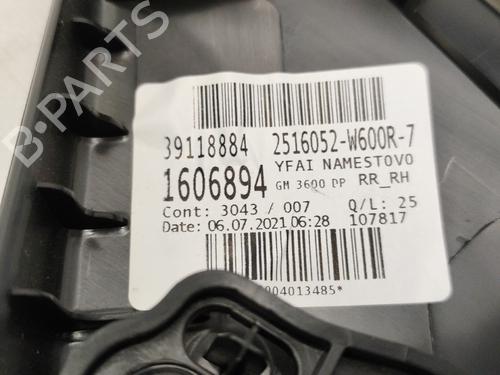 39118884 2516052-W600R-7
1606894 YFAI NAMESTOVO
GM 3600 DP RR_RH
Cont: 3043 / 007 Q/L: 25
Date: 06.07.2021 06:28 107817
904013485*